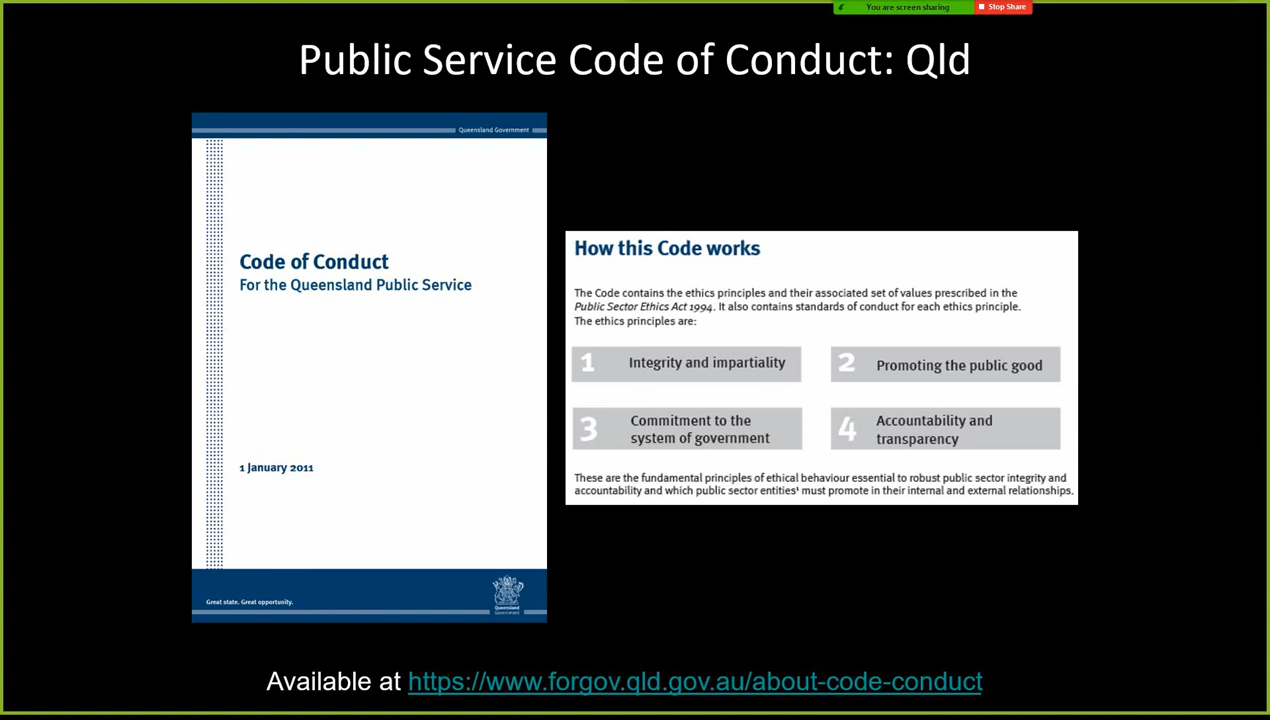 You are screen sharing
Stop Share
Public Service Code of Conduct: Qld
Queensland Government
Code of Conduct
For the Queensland Public Service
1 January 2011
Great state. Great opportunity.
Queensland
Government
How this Code works
The Code contains the ethics principles and their associated set of values prescribed in the
Public Sector Ethics Act 1994. It also contains standards of conduct for each ethics principle.
The ethics principles are:
1 Integrity and impartiality
2 Promoting the public good
3 Commitment to the
system of government
4 Accountability and
transparency
These are the fundamental principles of ethical behaviour essential to robust public sector integrity and
accountability and which public sector entities¹ must promote in their internal and external relationships.
Available at https://www.forgov.qld.gov.au/about-code-conduct